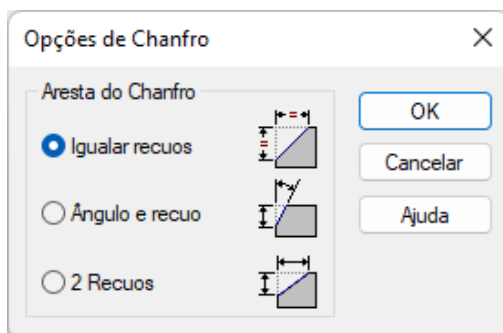 Opções de Chanfro
Aresta do Chanfro
Igualar recuos
Ângulo e recuo
2 Recuos
OK
Cancelar
Ajuda